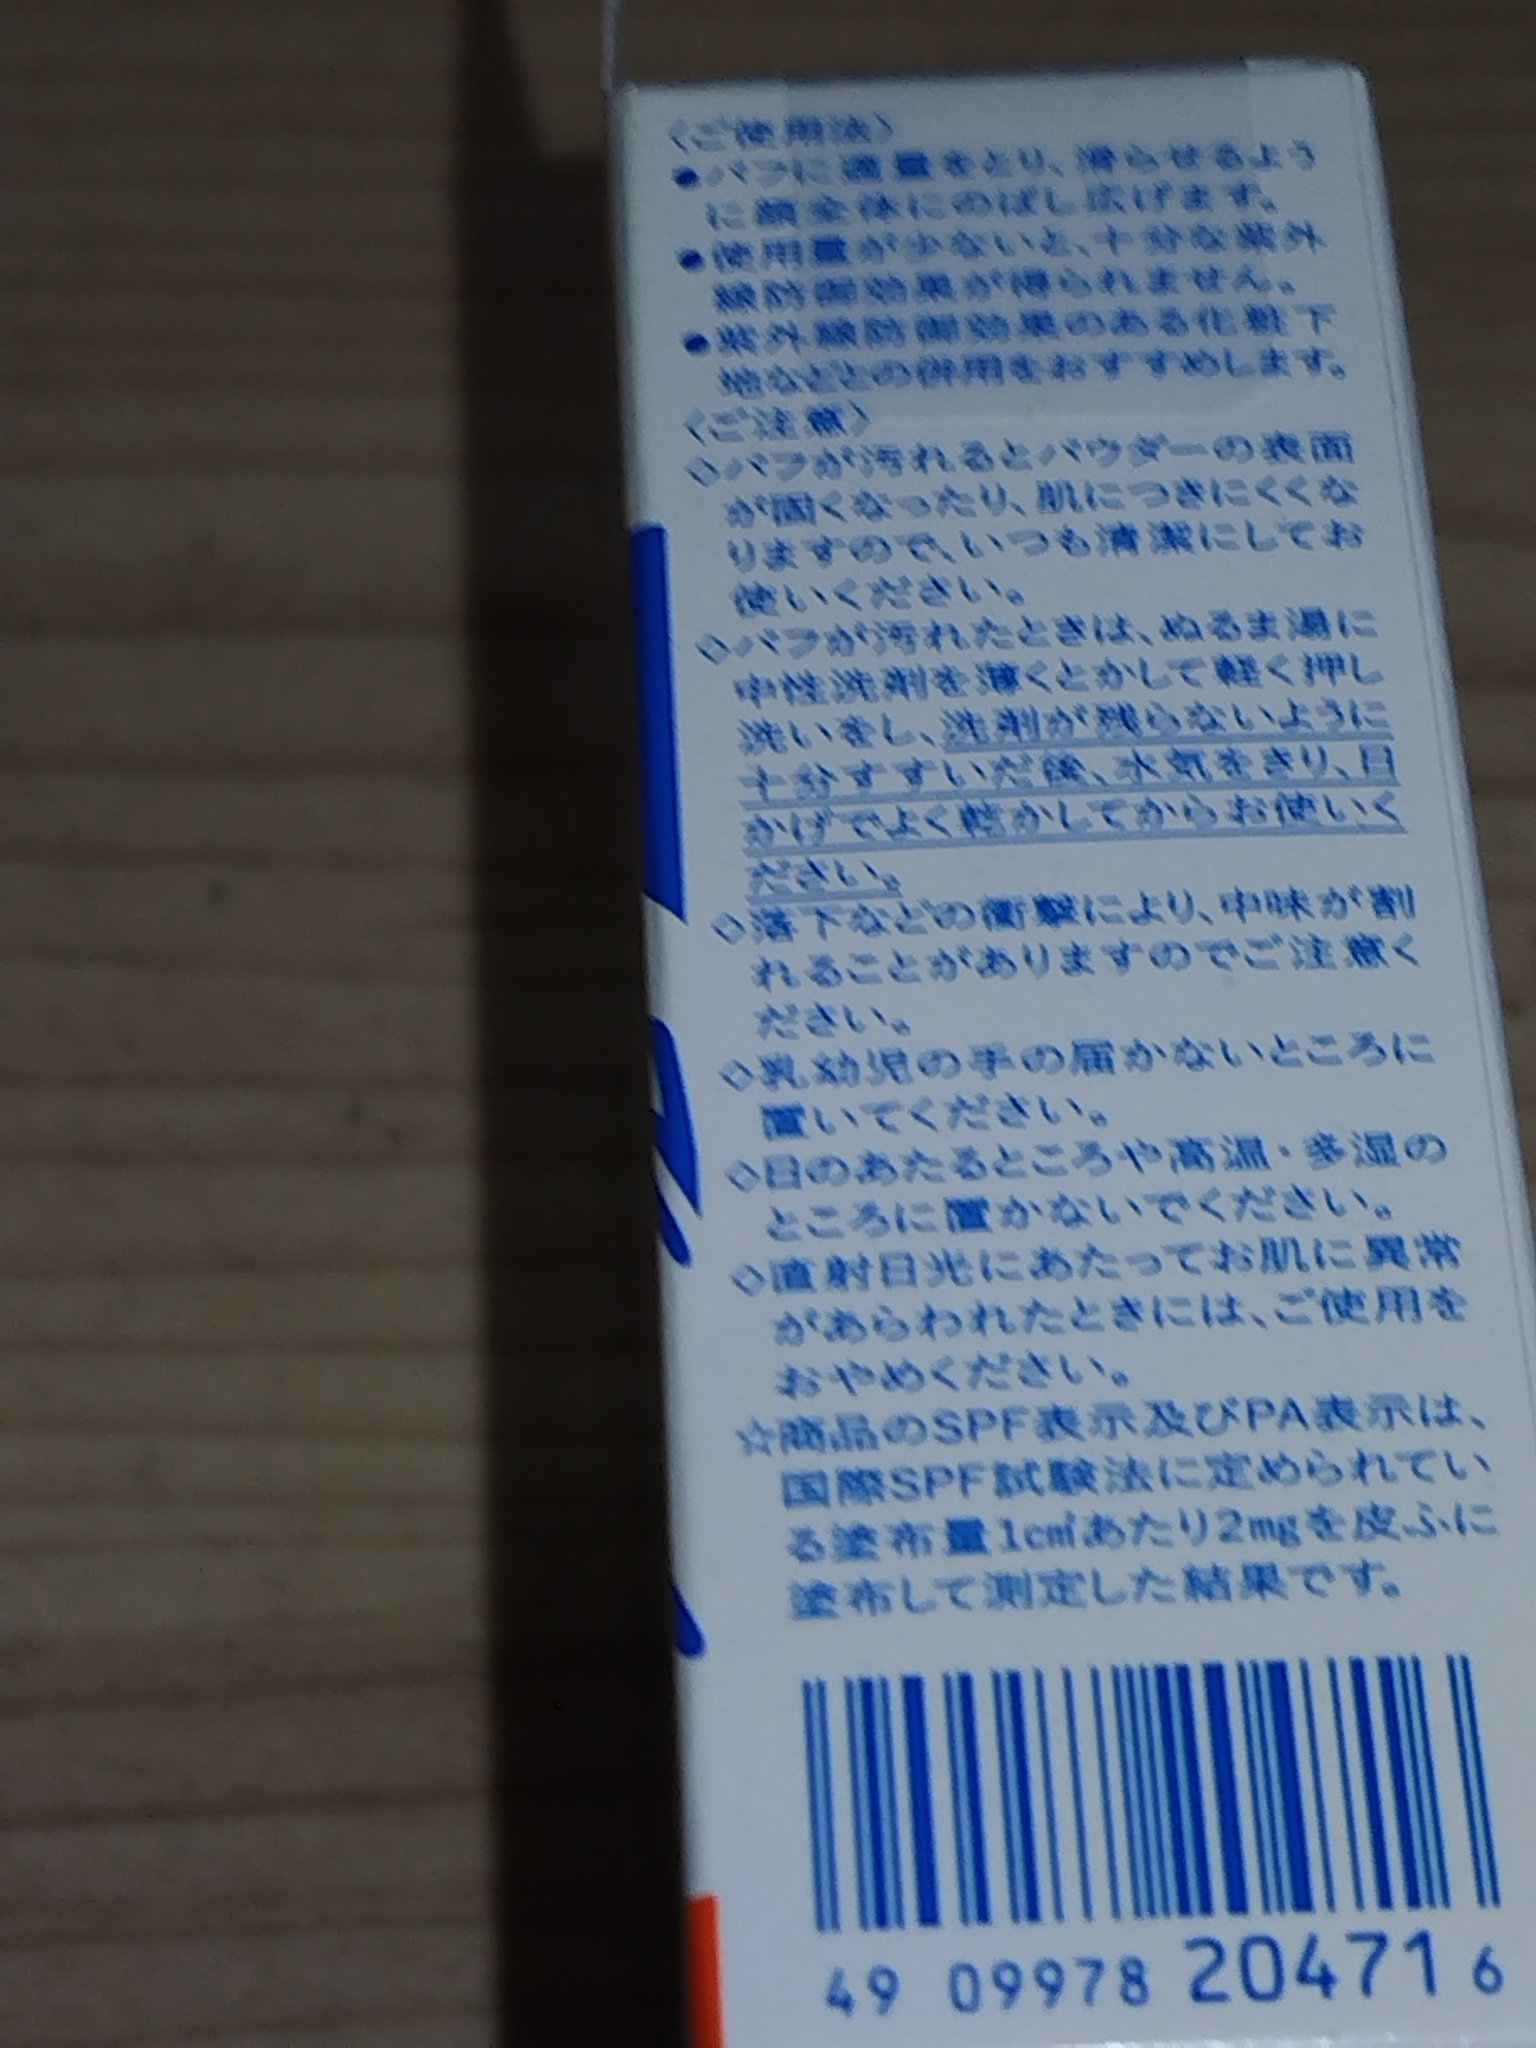 〈ご使用法〉
●パフに適量をとり、滑らせるよう
に顔全体にのばし広げます。
●使用量が少ないと、十分な紫外
線防御効果が得られません。
●紫外線防御効果のある化粧下
地などとの併用をおすすめします。
〈ご注意〉
◇パフが汚れるとパウダーの表面
が固くなったり、肌につきにくくな
りますので、いつも清潔にしてお
使いください。
◇パフが汚れたときは、ぬるま湯に
中性洗剤を薄くとかして軽く押し
洗いをし、洗剤が残らないように
十分すすいだ後、水気をきり、日
かげでよく乾かしてからお使いく
ださい。
◇落下などの衝撃により、中味が割
れることがありますのでご注意く
ださい。
◇乳幼児の手の届かないところに
置いてください。
◇日のあたるところや高温・多湿の
ところに置かないでください。
◇直射日光にあたってお肌に異常
があらわれたときには、ご使用を
おやめください。
☆商品のSPF表示及びPA表示は、
国際SPF試験法に定められてい
る塗布量1c㎡あたり2mgを皮ふに
塗布して測定した結果です。
49 09978 20471 6